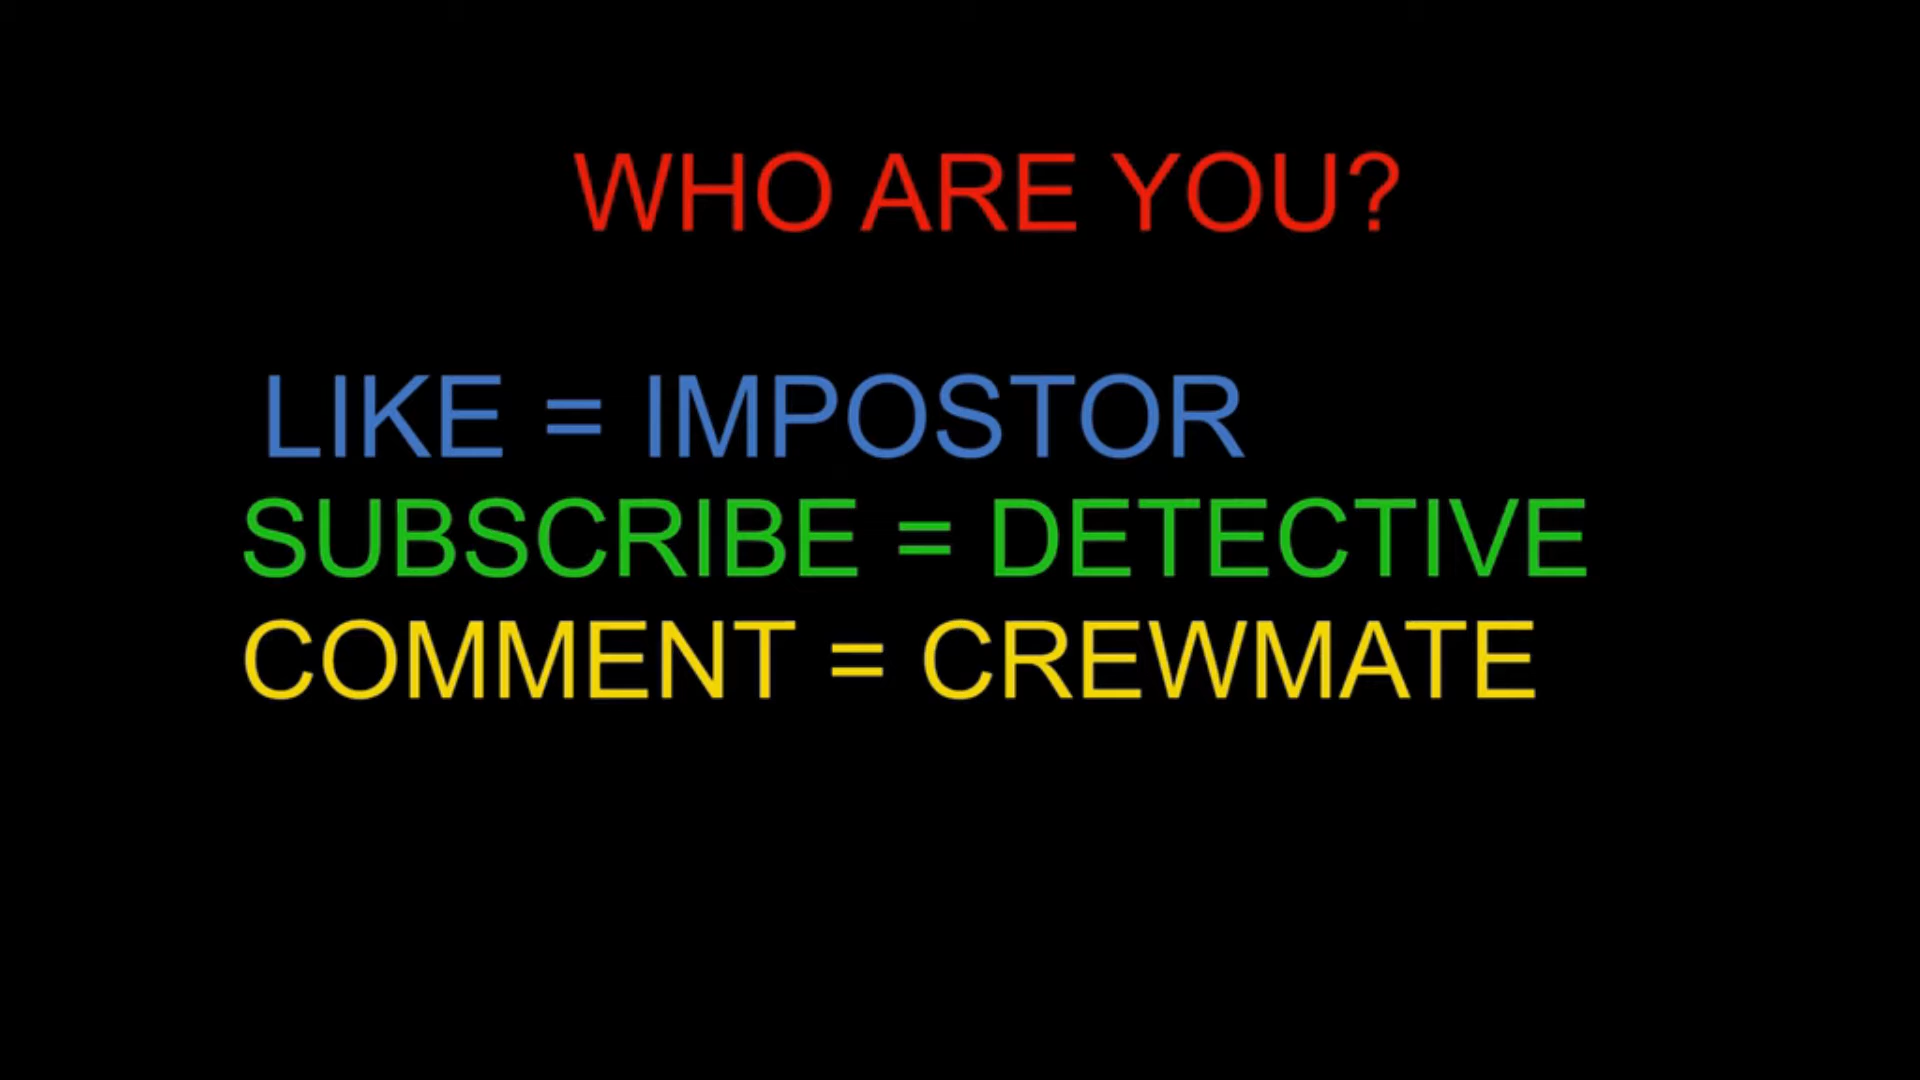 WHO ARE YOU?
LIKE = IMPOSTOR
SUBSCRIBE = DETECTIVE
COMMENT = CREWMATE